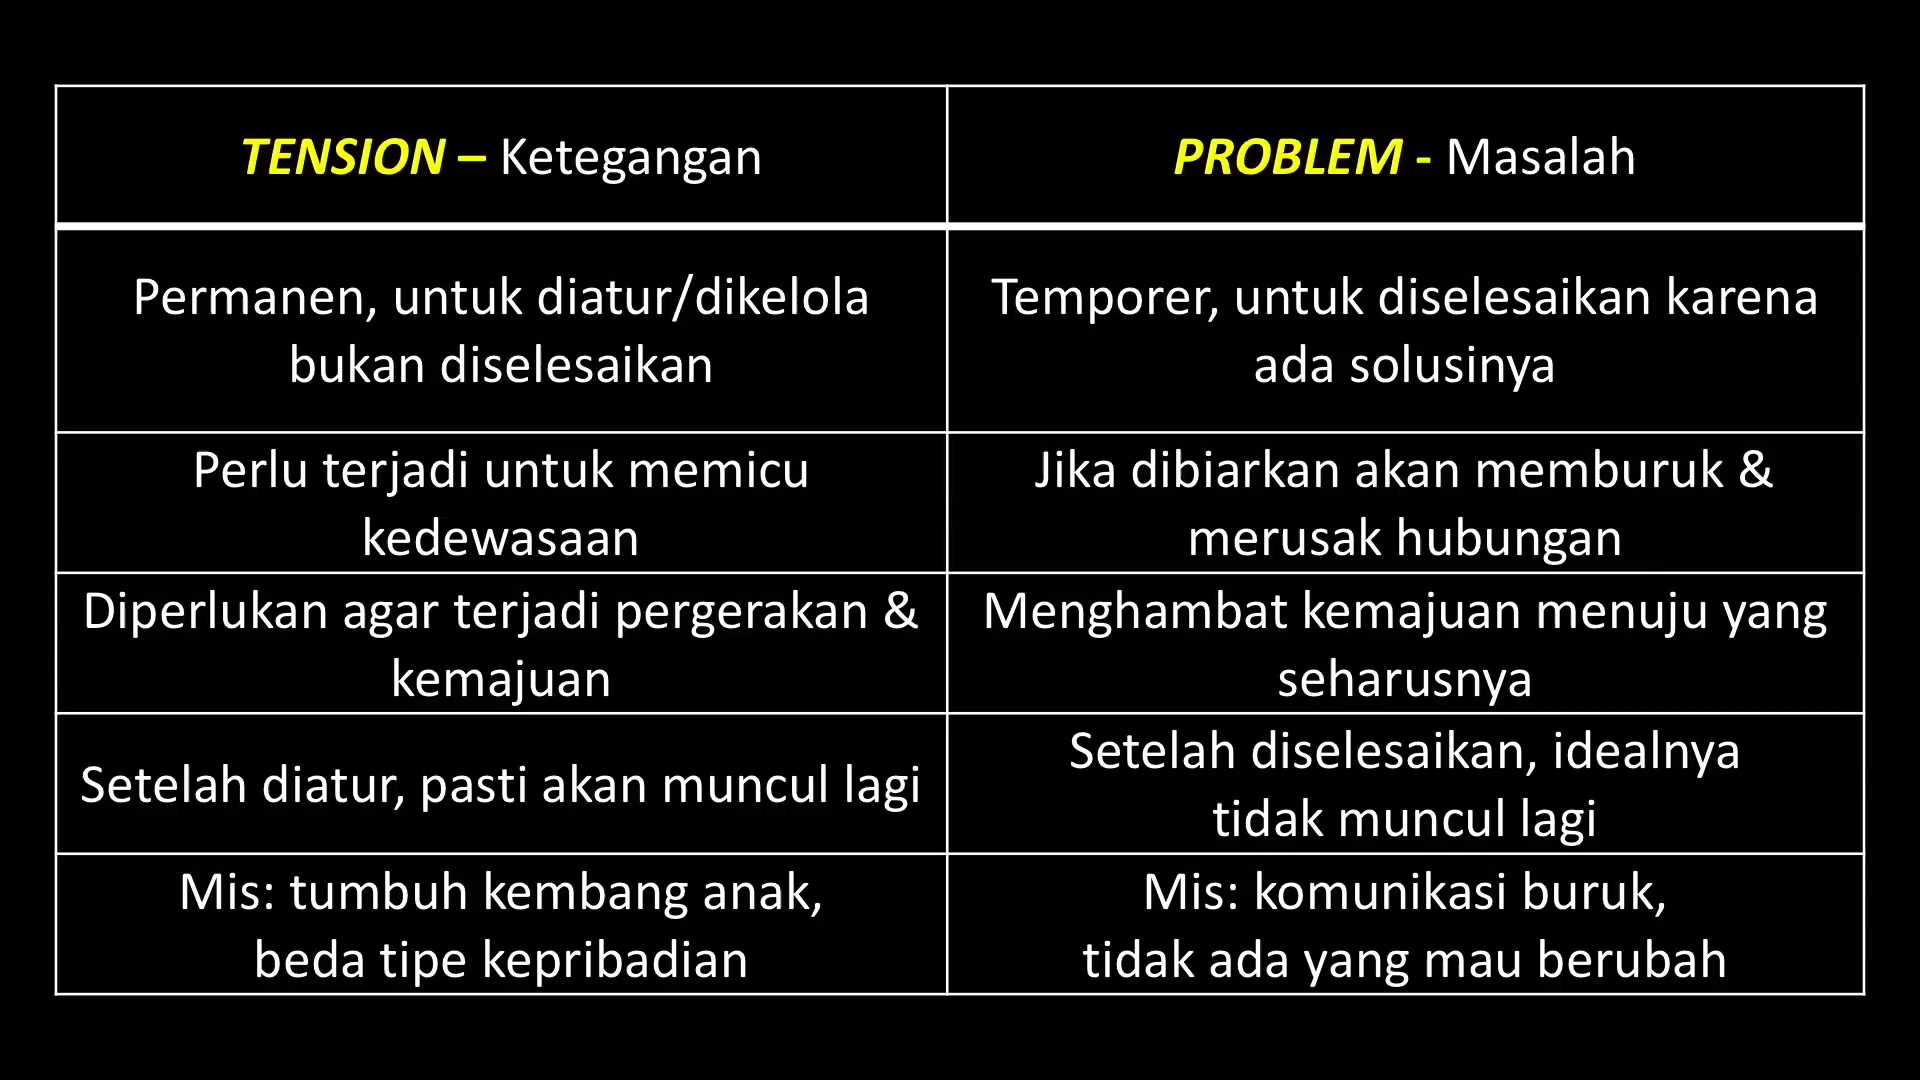 TENSION – Ketegangan
PROBLEM - Masalah
Permanen, untuk diatur/dikelola
bukan diselesaikan
Temporer, untuk diselesaikan karena
ada solusinya
Perlu terjadi untuk memicu
kedewasaan
Jika dibiarkan akan memburuk &
merusak hubungan
Diperlukan agar terjadi pergerakan &
kemajuan
Menghambat kemajuan menuju yang
seharusnya
Setelah diatur, pasti akan muncul lagi
Setelah diselesaikan, idealnya
tidak muncul lagi
Mis: tumbuh kembang anak,
beda tipe kepribadian
Mis: komunikasi buruk,
tidak ada yang mau berubah